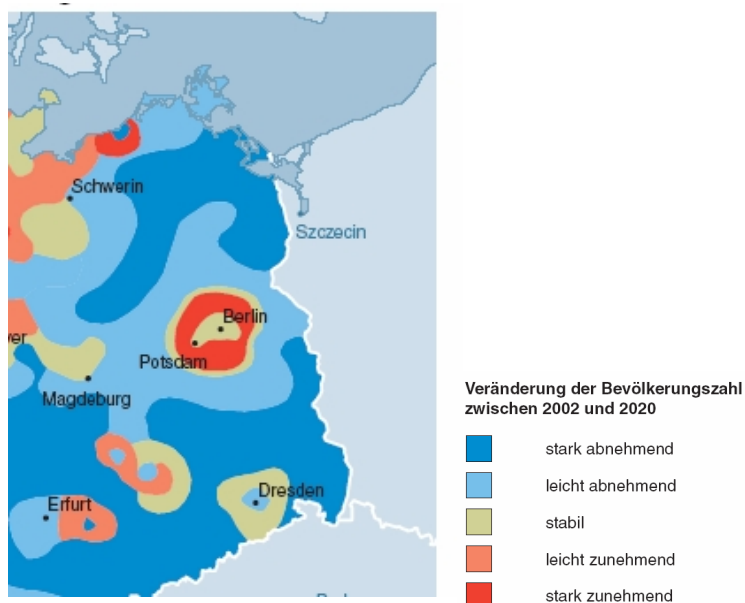 Schwerin
Szczecin
Berlin
ver
Potsdam
Magdeburg
Veränderung der Bevölkerungszahl
zwischen 2002 und 2020
stark abnehmend
leicht abnehmend
Dresden
Erfurt
stabil
leicht zunehmend
stark zunehmend